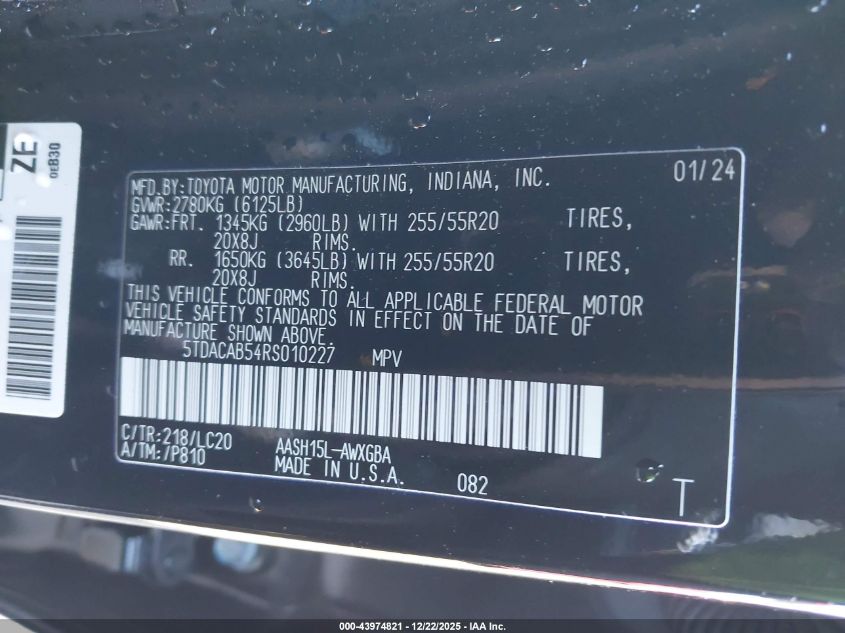 ZE
0EB30
01/24
MFD.BY:TOYOTA MOTOR MANUFACTURING, INDIANA, INC.
GVWR:2780KG (6125LB)
GAWR:FRT. 1345KG (2960LB) WITH 255/55R20 TIRES,
20X8J RIMS.
RR. 1650KG (3645LB) WITH 255/55R20 TIRES,
20X8J RIMS.
THIS VEHICLE CONFORMS TO ALL APPLICABLE FEDERAL MOTOR
VEHICLE SAFETY STANDARDS IN EFFECT ON THE DATE OF
MANUFACTURE SHOWN ABOVE.
5TDACAB54RS010227 MPV
C/TR:218/LC20 AASH15L-AWXGBA
A/TM:/P810 MADE IN U.S.A. 082 T
000-43974821 – 12/22/2025 – IAA Inc.